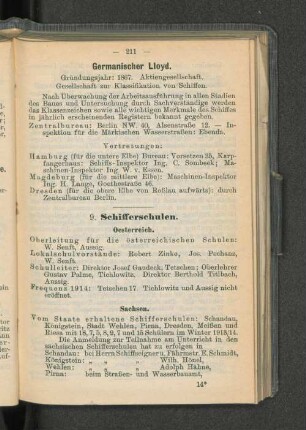 — 211 —
Germanischer Lloyd.
Gründungsjahr: 1867. Aktiengesellschaft.
Gesellschaft zur Klassifikation von Schiffen.
Nach Überwachung der Arbeitsausführung in allen Stadien
des Baues und Untersuchung durch Sachverständige werden
das Klassenzeichen sowie alle wichtigen Merkmale des Schiffes
in jährlich erscheinenden Registern bekannt gegeben.
Zentralbureau: Berlin NW. 40, Alsenstraße 12. — In-
spektion für die Märkischen Wasserstraßen: Ebenda.
Vertretungen:
Hamburg (für die untere Elbe) Bureau: Vorsetzen 35, Karp-
fangerhaus: Schiffs-Inspektor Ing. C. Sombeck; Ma-
schinen-Inspektor Ing. W. v. Rosen.
Magdeburg (für die mittlere Elbe): Maschinen-Inspektor
Ing. H. Lange, Goethestraße 46.
Dresden (für die obere Elbe von Roßlau aufwärts): durch
Zentralbureau Berlin.
9. Schifferschulen.
Oesterreich.
Oberleitung für die österreichischen Schulen:
W. Senft, Aussig.
Lokalschulvorstände: Robert Zinke, Jos. Puchanz,
W. Senft.
Schulleiter: Direktor Josef Gaudeck, Tetschen; Oberlehrer
Gustav Palme, Tichlowitz. Direktor Berthold Teilbach,
Aussig.
Frequenz 1914: Tetschen 17. Tichlowitz und Aussig nicht
eröffnet.
Sachsen.
Vom Staate erhaltene Schifferschulen: Schandau,
Königstein, Stadt Wehlen, Pirna, Dresden, Meißen und
Riesa mit 18, 7, 5, 8, 7 und 15 Schülern im Winter 1913/14.
Die Anmeldung zur Teilnahme am Unterricht in den
sächsischen Schifferschulen hat zu erfolgen in
Schandau: bei Herrn Schiffseigner u. Fährmstr. E. Schmidt,
Königstein: „ „ „ Wilh. Hönel,
Wehlen: „ „ „ Adolph Hähne,
Pirna: beim Straßen- und Wasserbauamt,
14*